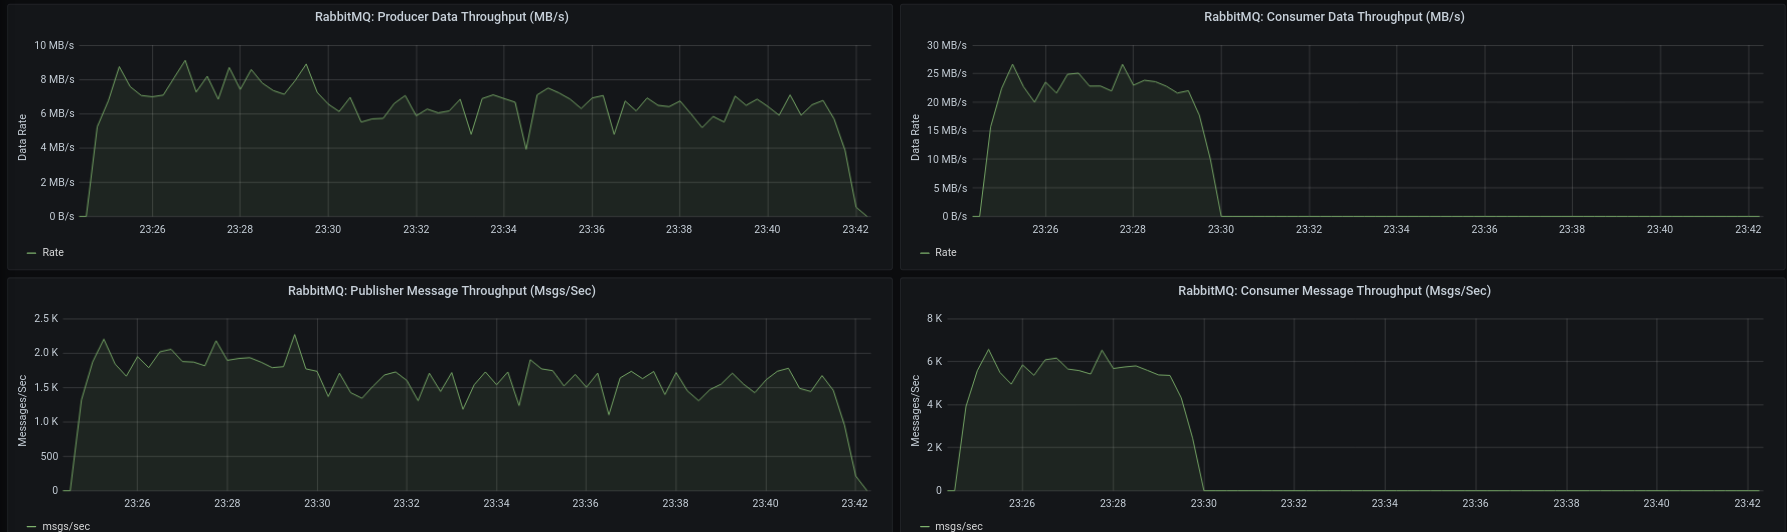 RabbitMQ: Producer Data Throughput (MB/s)
10 MB/s
8 MB/s
6 MB/s
4 MB/s
2 MB/s
0 B/s
Data Rate
23:26 23:28 23:30 23:32 23:34 23:36 23:38 23:40 23:42
Rate
RabbitMQ: Consumer Data Throughput (MB/s)
30 MB/s
25 MB/s
20 MB/s
15 MB/s
10 MB/s
5 MB/s
0 B/s
Data Rate
23:26 23:28 23:30 23:32 23:34 23:36 23:38 23:40 23:42
Rate
RabbitMQ: Publisher Message Throughput (Msgs/Sec)
2.5 K
2.0 K
1.5 K
1.0 K
500
0
Messages/Sec
23:26 23:28 23:30 23:32 23:34 23:36 23:38 23:40 23:42
msgs/sec
RabbitMQ: Consumer Message Throughput (Msgs/Sec)
8 K
6 K
4 K
2 K
0
Messages/Sec
23:26 23:28 23:30 23:32 23:34 23:36 23:38 23:40 23:42
msgs/sec